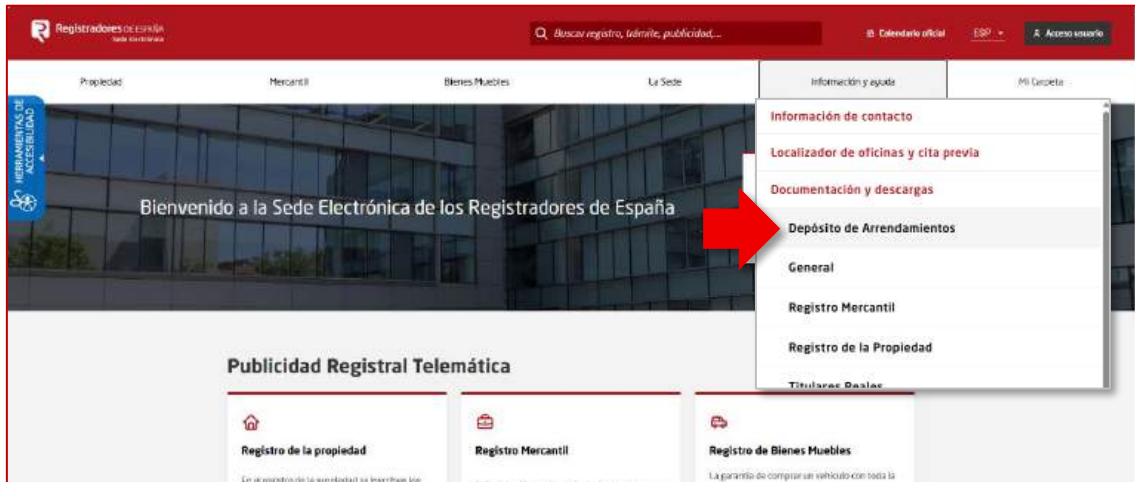 Registradores DE ESPAÑA
Sede Electrónica
Buscar registro, trámite, publicidad,...
Calendario oficial
ESP
Acceso usuario
Propiedad
Mercantil
Bienes Muebles
La Sede
Información y ayuda
Mi Carpeta
HERRAMIENTAS DE
ACCESIBILIDAD
Información de contacto
Localizador de oficinas y cita previa
Documentación y descargas
Depósito de Arrendamientos
General
Registro Mercantil
Registro de la Propiedad
Titulares Reales
Bienvenido a la Sede Electrónica de los Registradores de España
Publicidad Registral Telemática
Registro de la propiedad
Registro Mercantil
Registro de Bienes Muebles
La garantía de comprar un vehículo con toda la